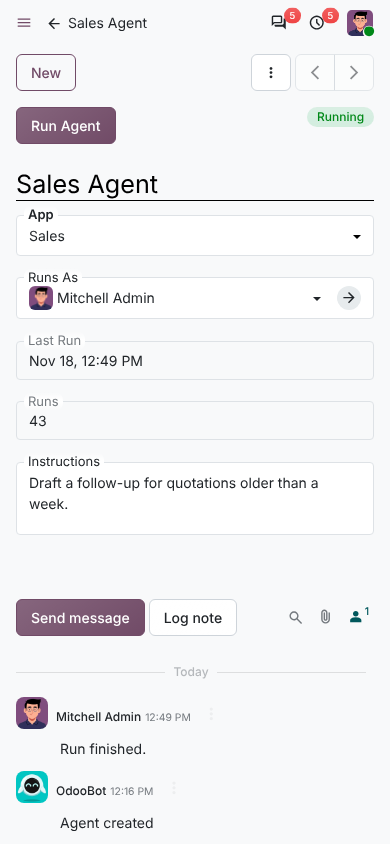 Sales Agent
5
5
New
Run Agent
Running
Sales Agent
App
Sales
Runs As
Mitchell Admin
Last Run
Nov 18, 12:49 PM
Runs
43
Instructions
Draft a follow-up for quotations older than a
week.
Send message
Log note
1
Today
Mitchell Admin 12:49 PM
Run finished.
OdooBot 12:16 PM
Agent created